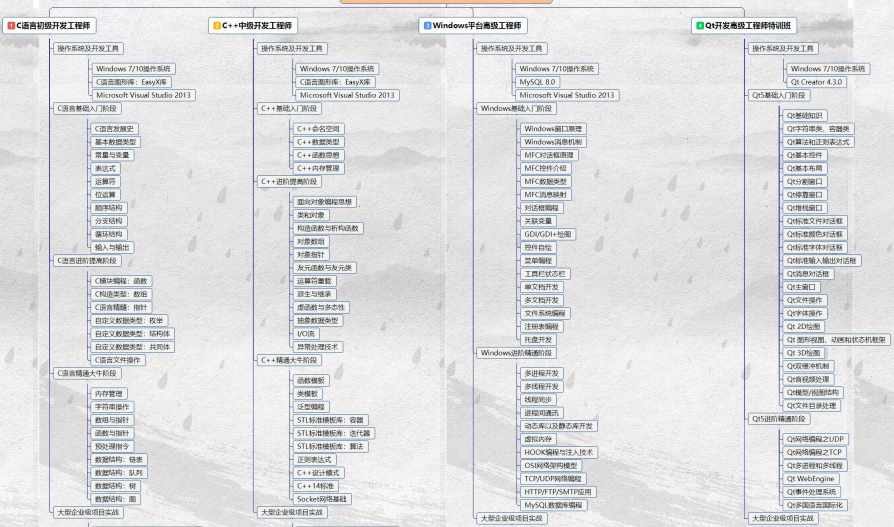 1 C语言初级开发工程师
操作系统及开发工具
Windows 7/10操作系统
C语言图形库：EasyX库
Microsoft Visual Studio 2013
C语言基础入门阶段
C语言发展史
基本数据类型
常量与变量
表达式
运算符
位运算
顺序结构
分支结构
循环结构
输入与输出
C语言进阶提高阶段
C模块编程：函数
C构造类型：数组
C语言精髓：指针
自定义数据类型：枚举
自定义数据类型：结构体
自定义数据类型：共同体
C语言文件操作
C语言精通大牛阶段
内存管理
字符串操作
数组与指针
函数与指针
预处理指令
数据结构：链表
数据结构：队列
数据结构：树
数据结构：图
大型企业级项目实战
2 C++中级开发工程师
操作系统及开发工具
Windows 7/10操作系统
C语言图形库：EasyX库
Microsoft Visual Studio 2013
C++基础入门阶段
C++命名空间
C++数据类型
C++函数思想
C++内存管理
C++进阶提高阶段
面向对象编程思想
类和对象
构造函数与析构函数
对象数组
对象指针
友元函数与友元类
运算符重载
派生与继承
虚函数与多态性
抽象数据类型
I/O流
异常处理技术
C++精通大牛阶段
函数模板
类模板
泛型编程
STL标准模板库：容器
STL标准模板库：迭代器
STL标准模板库：算法
正则表达式
C++设计模式
C++14标准
Socket网络基础
大型企业级项目实战
3 Windows平台高级工程师
操作系统及开发工具
Windows 7/10操作系统
MySQL 8.0
Microsoft Visual Studio 2013
Windows基础入门阶段
Windows窗口原理
Windows消息机制
MFC对话框原理
MFC控件介绍
MFC数据类型
MFC消息映射
对话框编程
关联变量
GDI/GDI+绘图
控件自绘
菜单编程
工具栏状态栏
单文档开发
多文档开发
文件系统编程
注册表编程
托盘开发
Windows进阶精通阶段
多进程开发
多线程开发
线程同步
进程间通讯
动态库以及静态库开发
虚拟内存
HOOK编程与注入技术
OSI网络架构模型
TCP/UDP网络编程
HTTP/FTP/SMTP应用
MySQL数据库编程
大型企业级项目实战
4 Qt开发高级工程师特训班
操作系统及开发工具
Windows 7/10操作系统
Qt Creator 4.3.0
Qt5基础入门阶段
Qt基础知识
Qt字符串类、容器类
Qt算法和正则表达式
Qt基本控件
Qt基本布局
Qt分割窗口
Qt停靠窗口
Qt堆栈窗口
Qt标准文件对话框
Qt标准颜色对话框
Qt标准字体对话框
Qt标准输入输出对话框
Qt消息对话框
Qt主窗口
Qt文件操作
Qt字体操作
Qt 2D绘图
Qt 图形视图、动画和状态机框架
Qt 3D绘图
Qt双缓冲机制
Qt音视频处理
Qt模型/视图结构
Qt文件目录处理
Qt5进阶精通阶段
Qt网络编程之UDP
Qt网络编程之TCP
Qt多进程和多线程
Qt WebEngine
Qt事件处理系统
Qt多国语言国际化
大型企业级项目实战